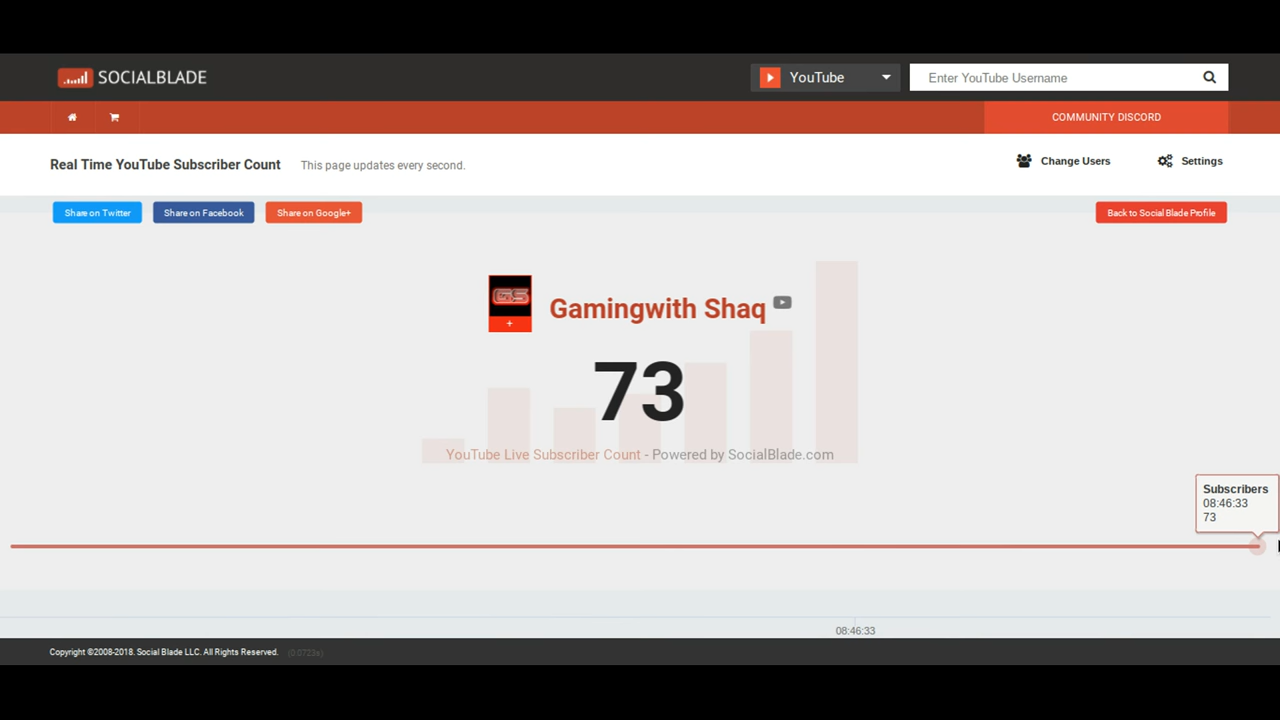 SOCIALBLADE
YouTube
Enter YouTube Username
COMMUNITY DISCORD
Real Time YouTube Subscriber Count
This page updates every second.
Change Users
Settings
Share on Twitter
Share on Facebook
Share on Google+
Back to Social Blade Profile
GS
+
Gamingwith Shaq
73
YouTube Live Subscriber Count - Powered by SocialBlade.com
Subscribers
08:46:33
73
08:46:33
Copyright ©2008-2018. Social Blade LLC. All Rights Reserved.